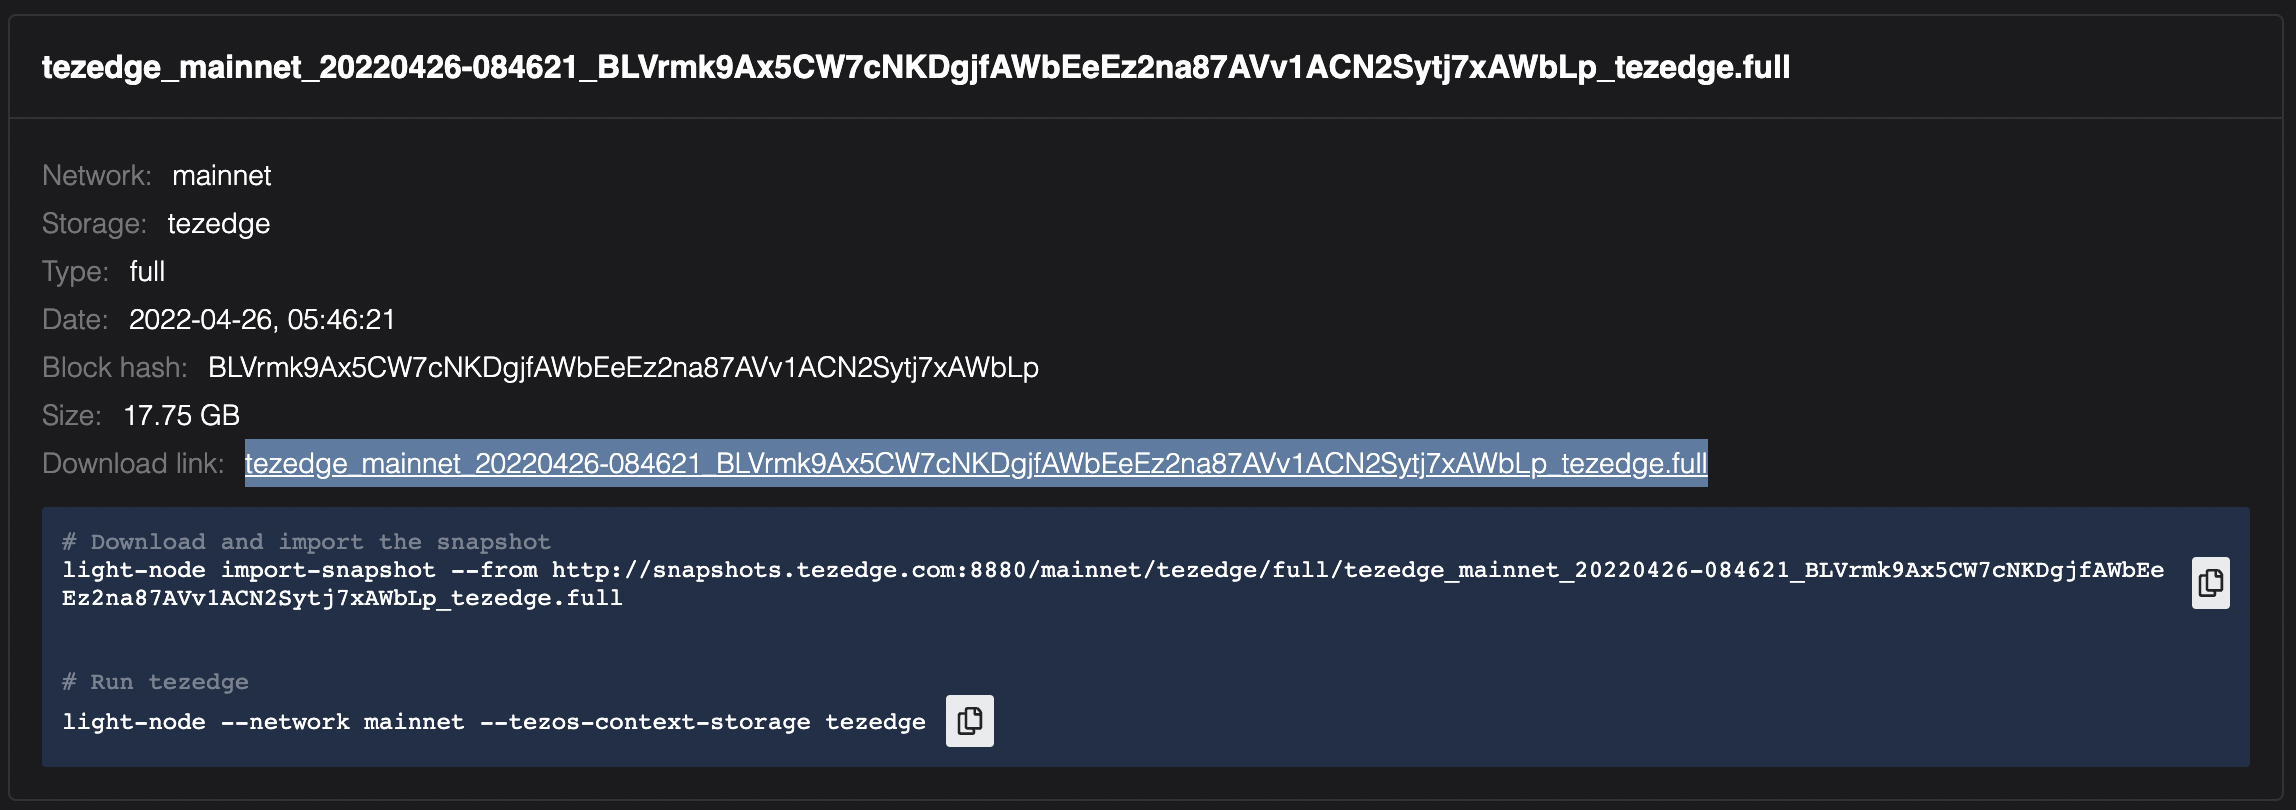 tezedge_mainnet_20220426-084621_BLVrmk9Ax5CW7cNKDgjfAWbEeEz2na87AVv1ACN2Sytj7xAWbLp_tezedge.full
Network: mainnet
Storage: tezedge
Type: full
Date: 2022-04-26, 05:46:21
Block hash: BLVrmk9Ax5CW7cNKDgjfAWbEeEz2na87AVv1ACN2Sytj7xAWbLp
Size: 17.75 GB
Download link: tezedge_mainnet_20220426-084621_BLVrmk9Ax5CW7cNKDgjfAWbEeEz2na87AVv1ACN2Sytj7xAWbLp_tezedge.full
# Download and import the snapshot
light-node import-snapshot --from http://snapshots.tezedge.com:8880/mainnet/tezedge/full/tezedge_mainnet_20220426-084621_BLVrmk9Ax5CW7cNKDgjfAWbEe
Ez2na87AVv1ACN2Sytj7xAWbLp_tezedge.full
# Run tezedge
light-node --network mainnet --tezos-context-storage tezedge